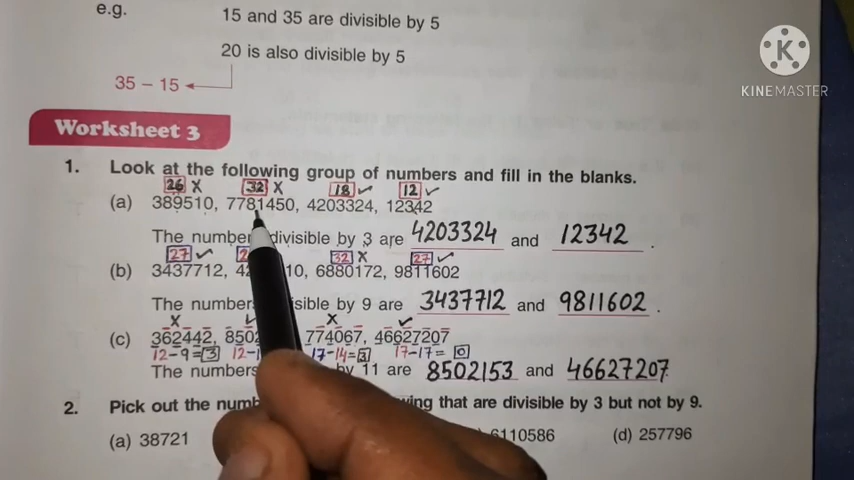 e.g.
15 and 35 are divisible by 5
20 is also divisible by 5
35 – 15
K
KINEMASTER
Worksheet 3
1. Look at the following group of numbers and fill in the blanks.
26 x 32 x 18 ✓ 12 ✓
(a) 389510, 7781450, 4203324, 12342
The number divisible by 3 are 4203324 and 12342 .
27 ✓ 32 x 27 ✓
(b) 3437712, 10, 6880172, 9811602
The numbers divisible by 9 are 3437712 and 9811602 .
x x ✓
(c) 362442, 8502 774067, 46627207
12-9=3 12- 17-14=3 17-17=0
The numbers by 11 are 8502153 and 46627207
2. Pick out the that are divisible by 3 but not by 9.
(a) 38721 6110586 (d) 257796